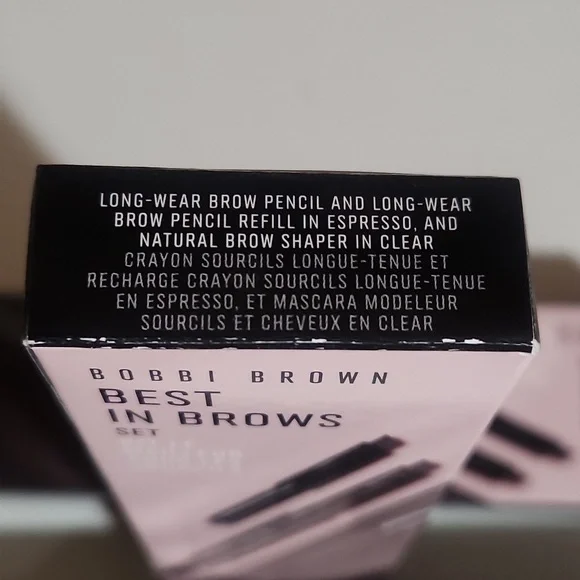 LONG-WEAR BROW PENCIL AND LONG-WEAR
BROW PENCIL REFILL IN ESPRESSO, AND
NATURAL BROW SHAPER IN CLEAR
CRAYON SOURCILS LONGUE-TENUE ET
RECHARGE CRAYON SOURCILS LONGUE-TENUE
EN ESPRESSO, ET MASCARA MODELEUR
SOURCILS ET CHEVEUX EN CLEAR
BOBBI BROWN
BEST
IN BROWS
SET